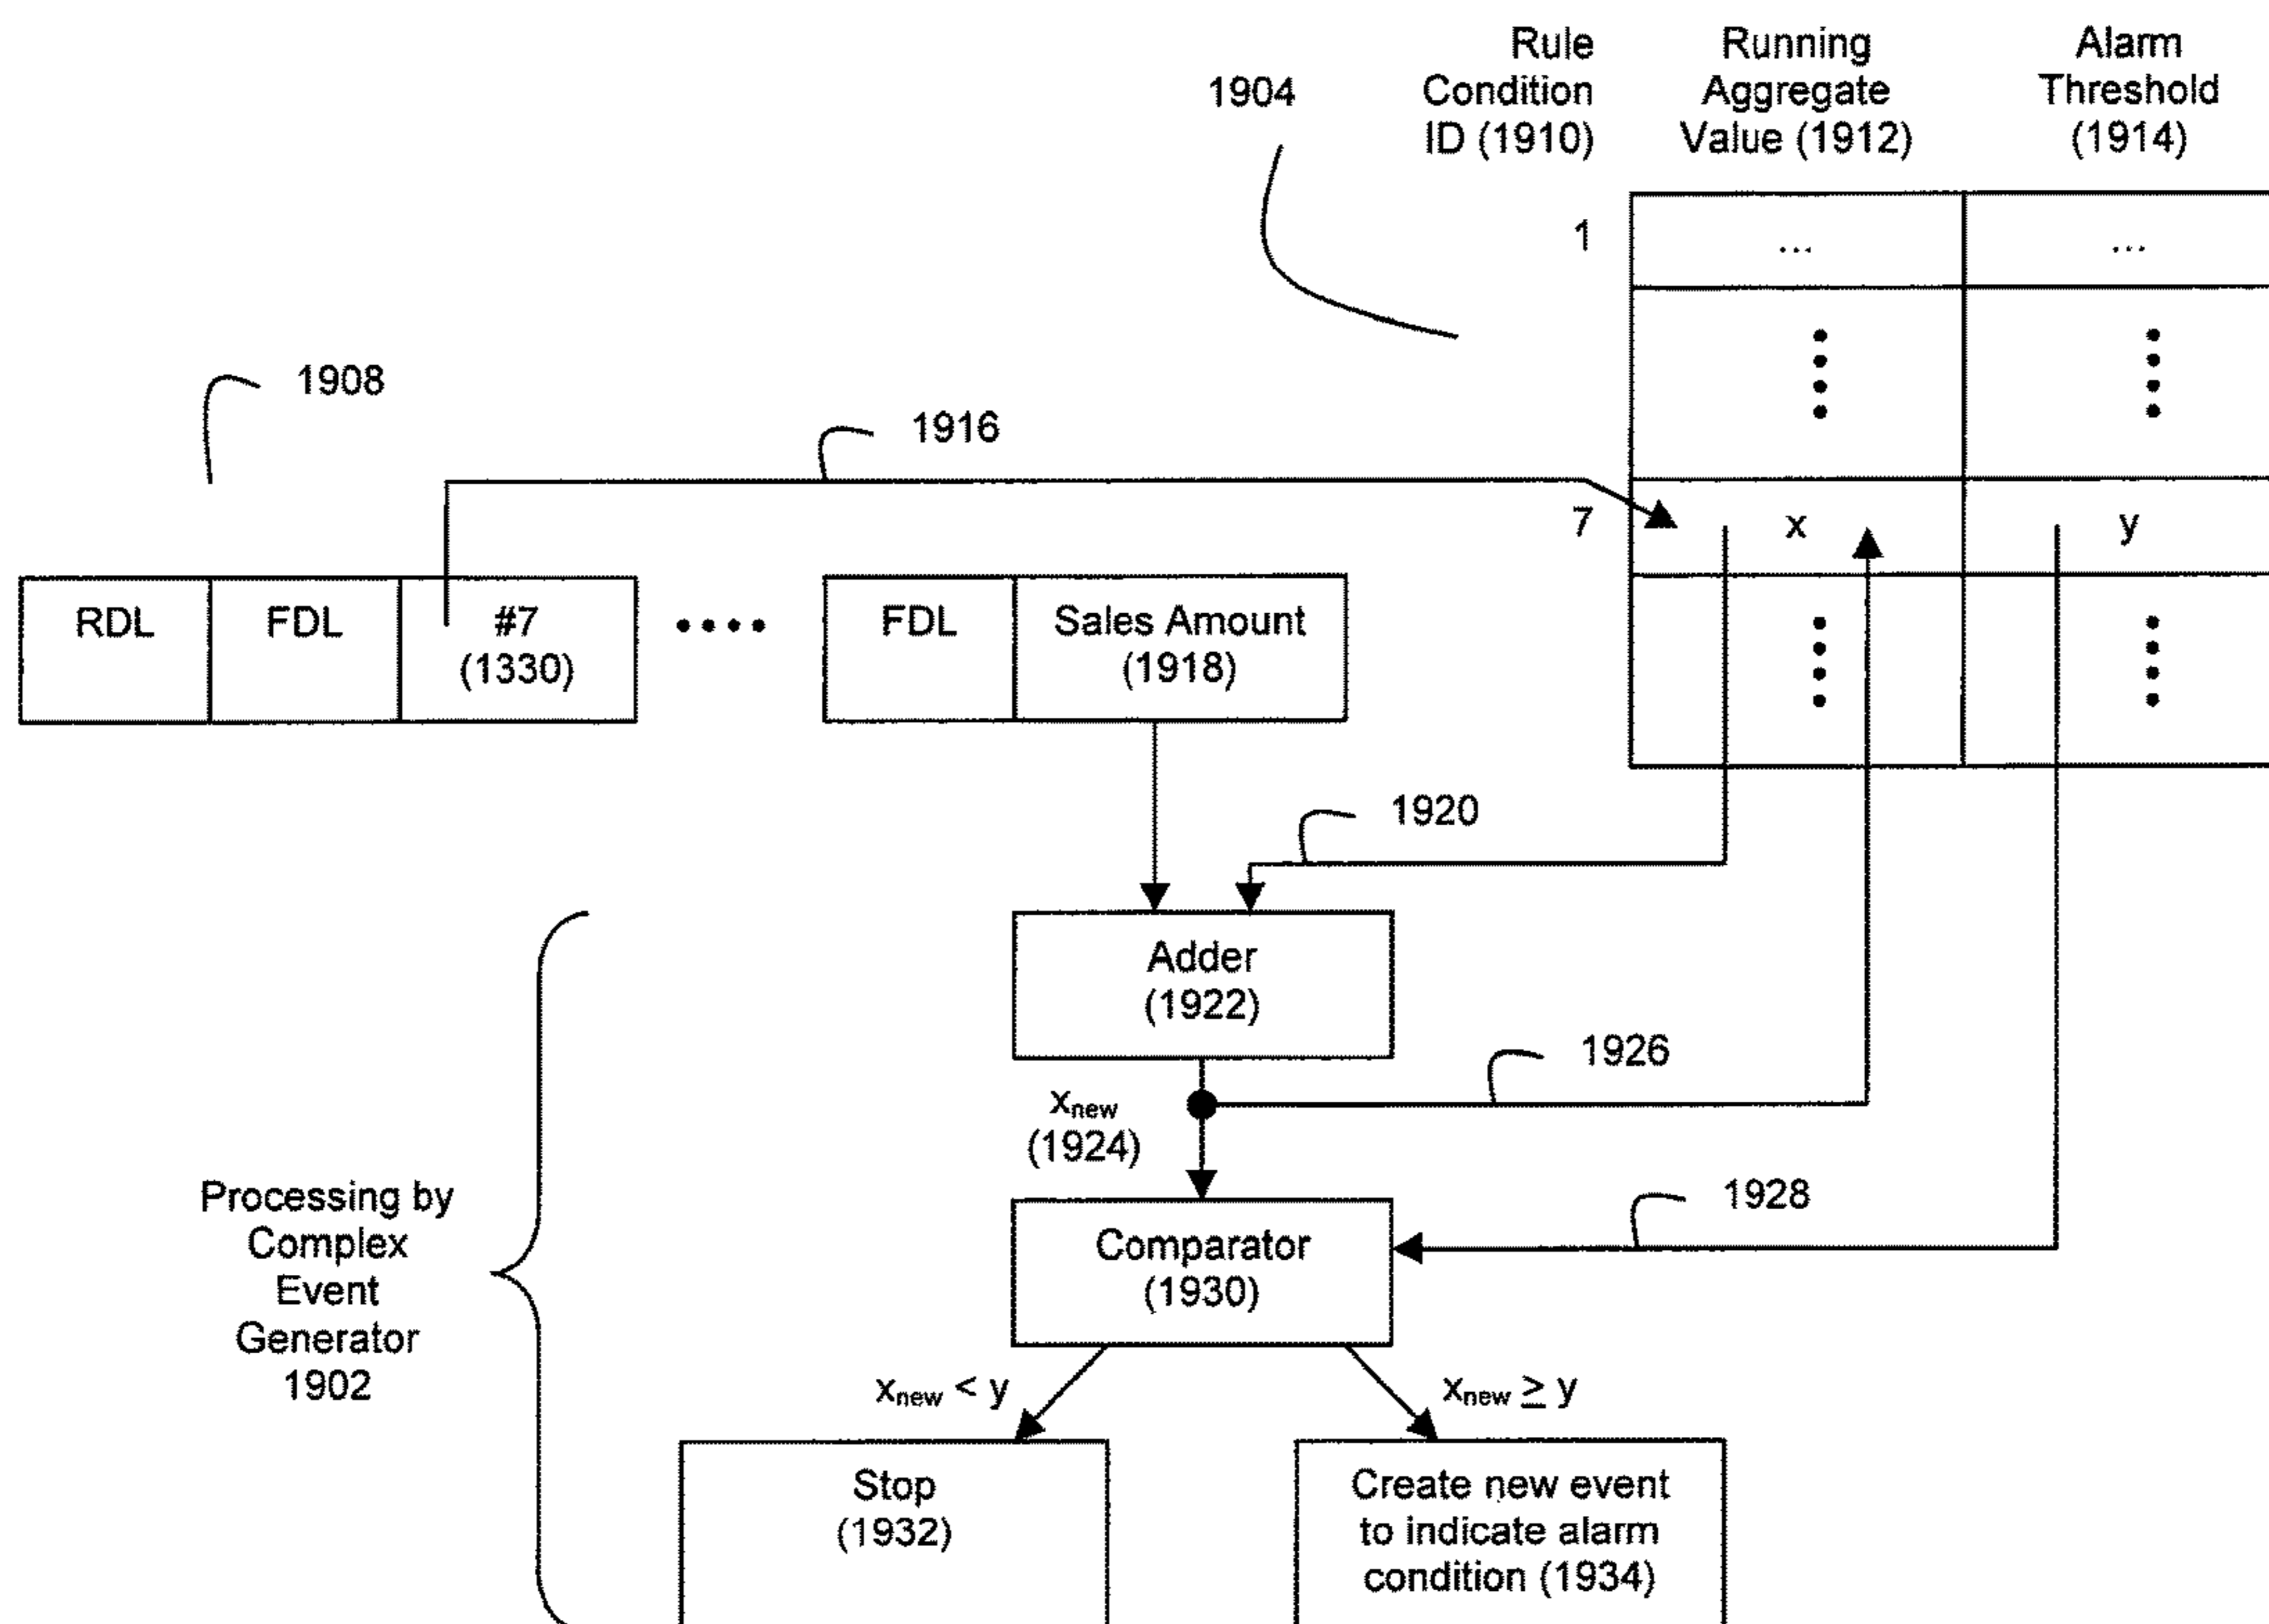 1904
Rule
Condition
ID (1910)
Running
Aggregate
Value (1912)
Alarm
Threshold
(1914)
1
...
...
1908
1916
7
x
y
RDL
FDL
#7
(1330)
FDL
Sales Amount
(1918)
1920
Adder
(1922)
1926
xnew
(1924)
1928
Processing by
Complex
Event
Generator
1902
Comparator
(1930)
xnew < y
xnew ≥ y
Stop
(1932)
Create new event
to indicate alarm
condition (1934)